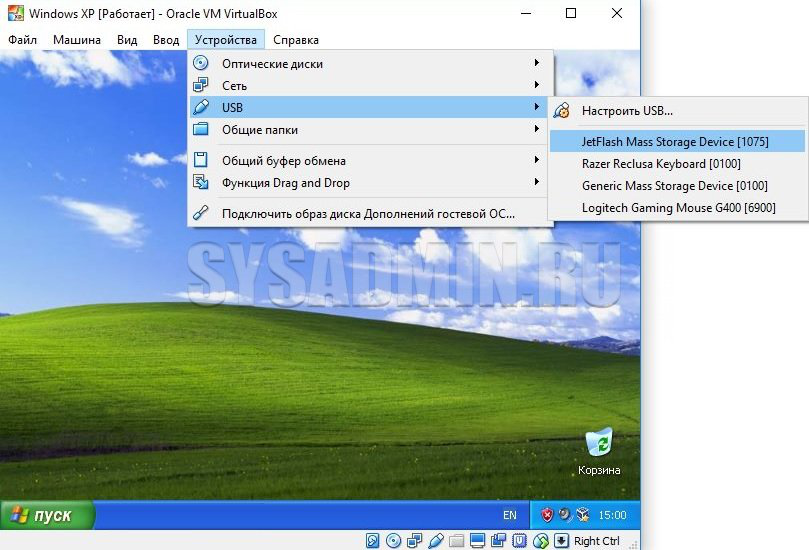 Windows XP [Работает] - Oracle VM VirtualBox
Файл Машина Вид Ввод Устройства Справка
Оптические диски
Сеть
USB
Общие папки
Общий буфер обмена
Функция Drag and Drop
Подключить образ диска Дополнений гостевой ОС...
Настроить USB...
JetFlash Mass Storage Device [1075]
Razer Reclusa Keyboard [0100]
Generic Mass Storage Device [0100]
Logitech Gaming Mouse G400 [6900]
SYSADMIN.RU
Корзина
пуск EN 15:00
Right Ctrl